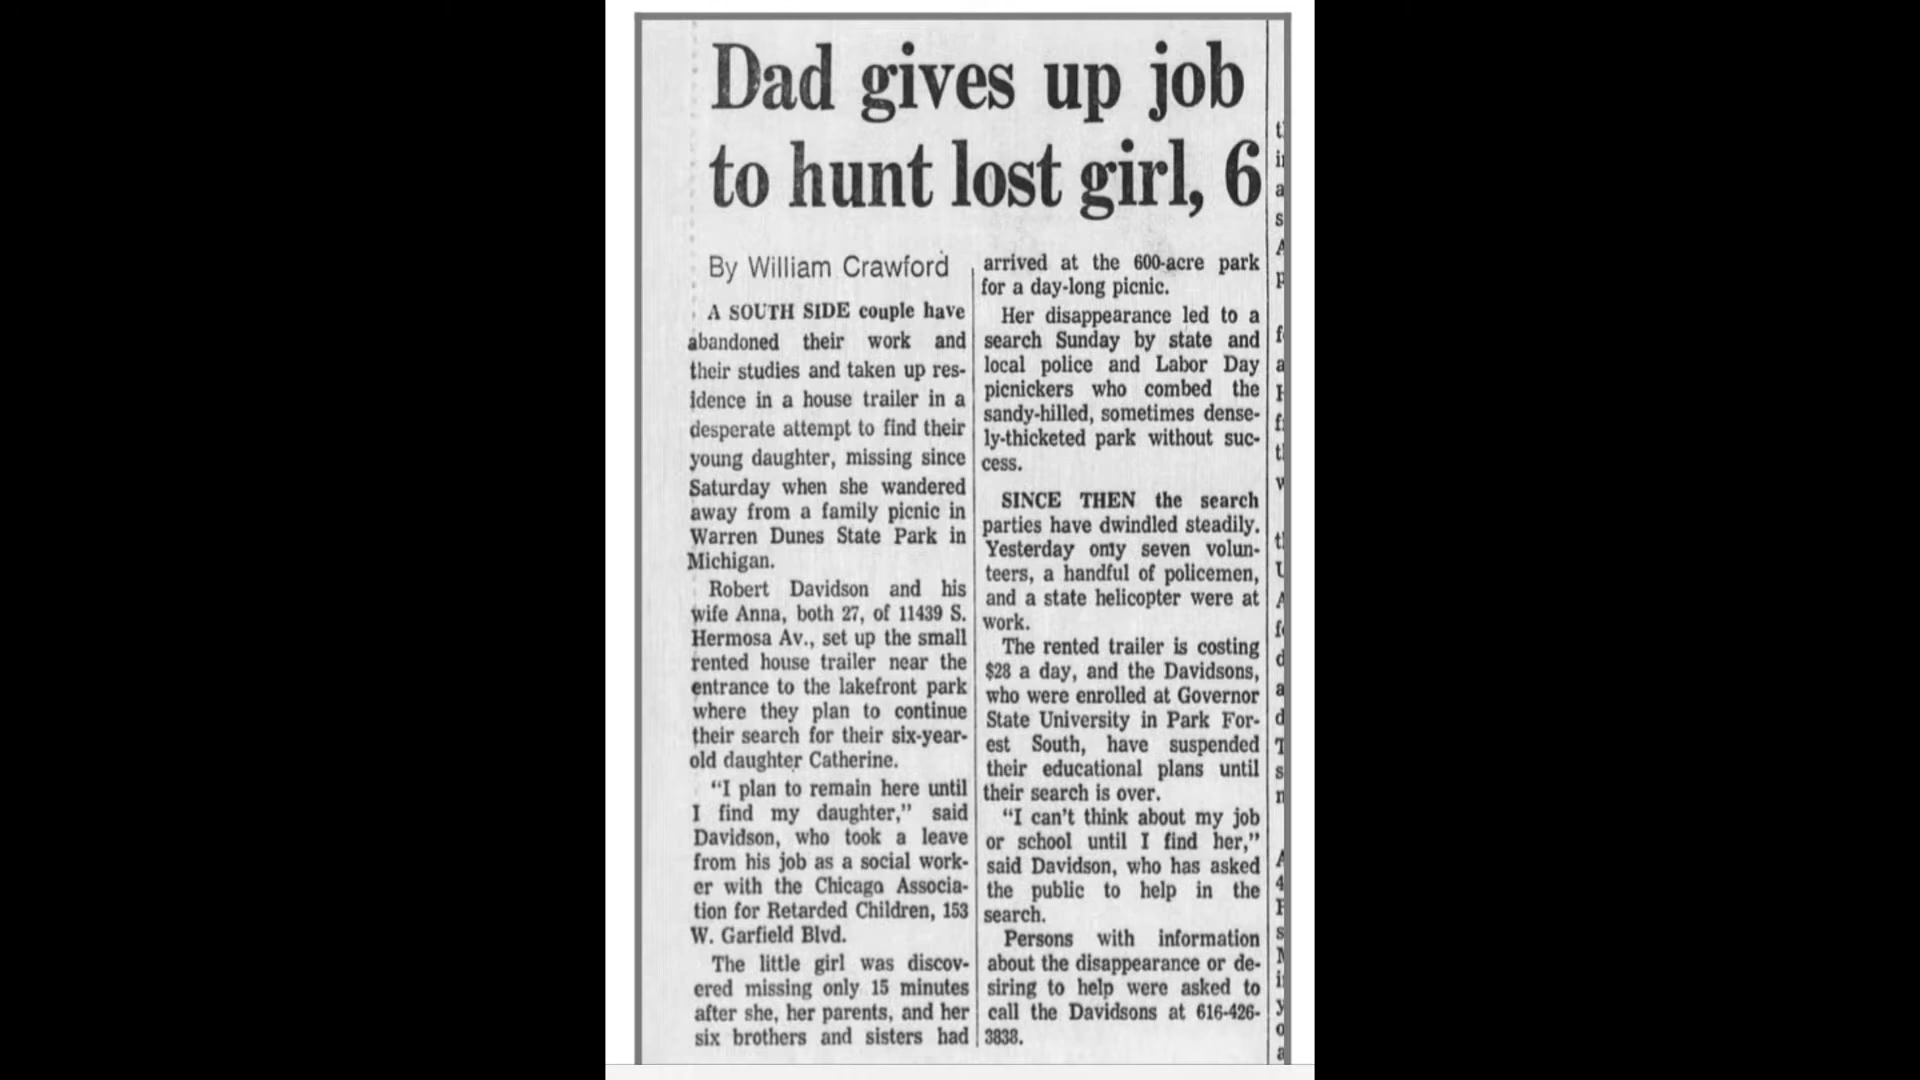 Dad gives up job
to hunt lost girl, 6
By William Crawford
A SOUTH SIDE couple have
abandoned their work and
their studies and taken up res-
idence in a house trailer in a
desperate attempt to find their
young daughter, missing since
Saturday when she wandered
away from a family picnic in
Warren Dunes State Park in
Michigan.
Robert Davidson and his
wife Anna, both 27, of 11439 S.
Hermosa Av., set up the small
rented house trailer near the
entrance to the lakefront park
where they plan to continue
their search for their six-year-
old daughter Catherine.
"I plan to remain here until
I find my daughter," said
Davidson, who took a leave
from his job as a social work-
er with the Chicago Associa-
tion for Retarded Children, 153
W. Garfield Blvd.
The little girl was discov-
ered missing only 15 minutes
after she, her parents, and her
six brothers and sisters had
arrived at the 600-acre park
for a day-long picnic.
Her disappearance led to a
search Sunday by state and
local police and Labor Day
picnickers who combed the
sandy-hilled, sometimes dense-
ly-thicketed park without suc-
cess.
SINCE THEN the search
parties have dwindled steadily.
Yesterday only seven volun-
teers, a handful of policemen,
and a state helicopter were at
work.
The rented trailer is costing
$28 a day, and the Davidsons,
who were enrolled at Governor
State University in Park For-
est South, have suspended
their educational plans until
their search is over.
"I can't think about my job
or school until I find her,"
said Davidson, who has asked
the public to help in the
search.
Persons with information
about the disappearance or de-
siring to help were asked to
call the Davidsons at 616-426-
3838.